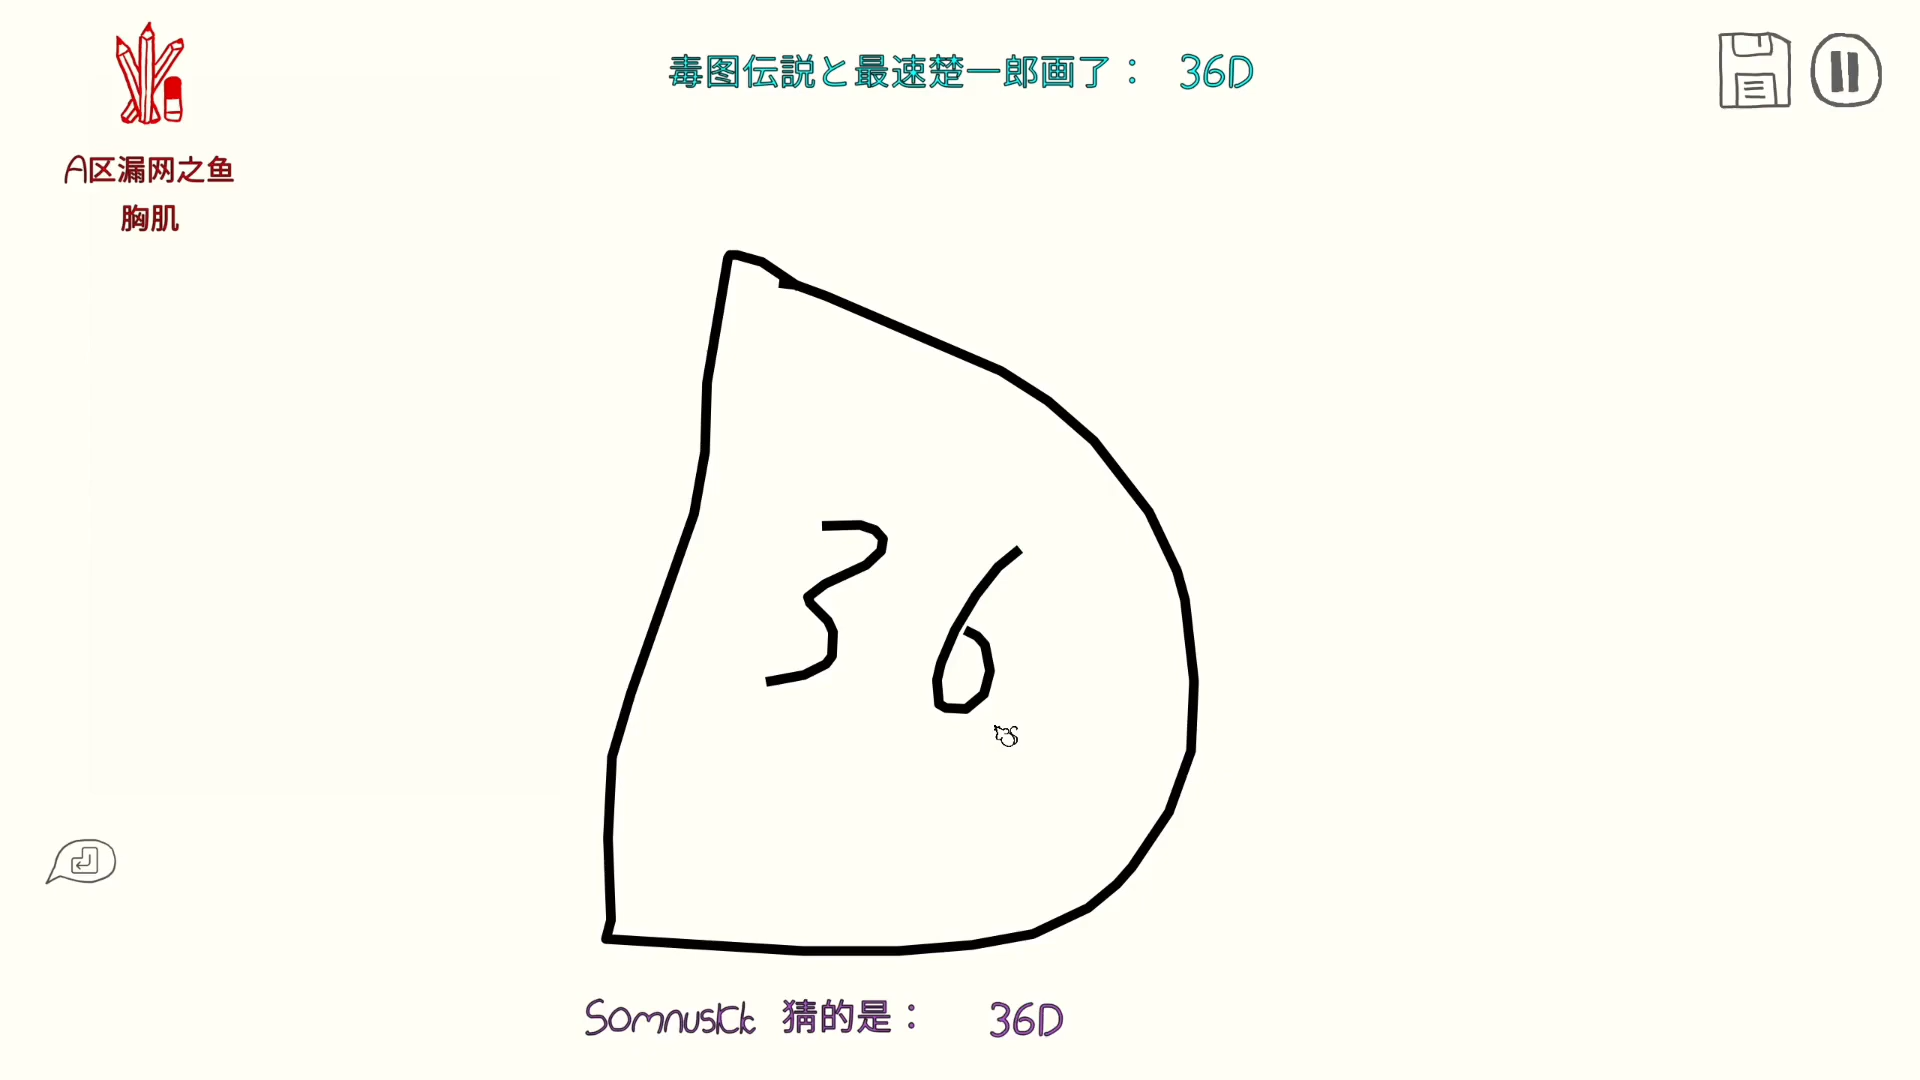 毒图伝説と最速楚一郎画了： 36D
A区漏网之鱼
胸肌
36
Somnusklck 猜的是： 36D